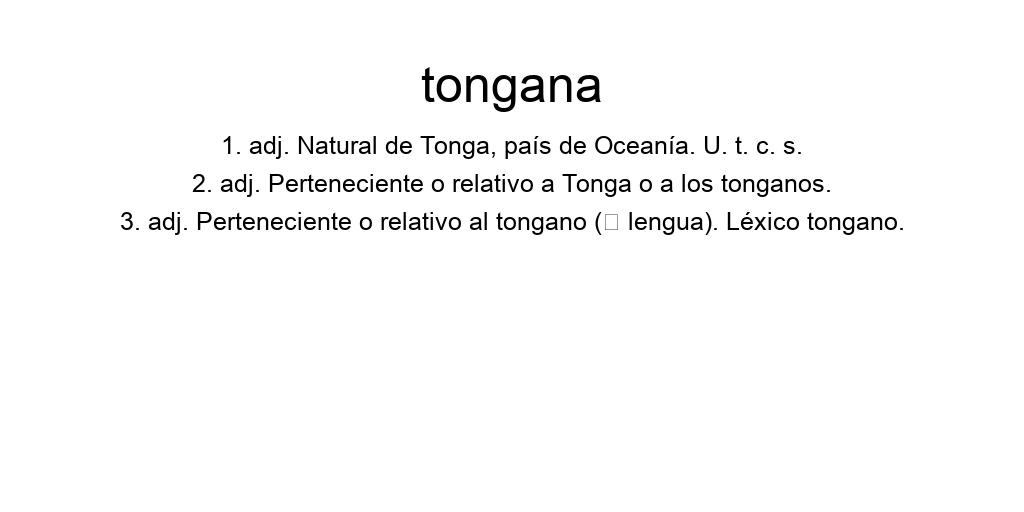 tongana
1. adj. Natural de Tonga, país de Oceanía. U. t. c. s.
2. adj. Perteneciente o relativo a Tonga o a los tonganos.
3. adj. Perteneciente o relativo al tongano (□ lengua). Léxico tongano.